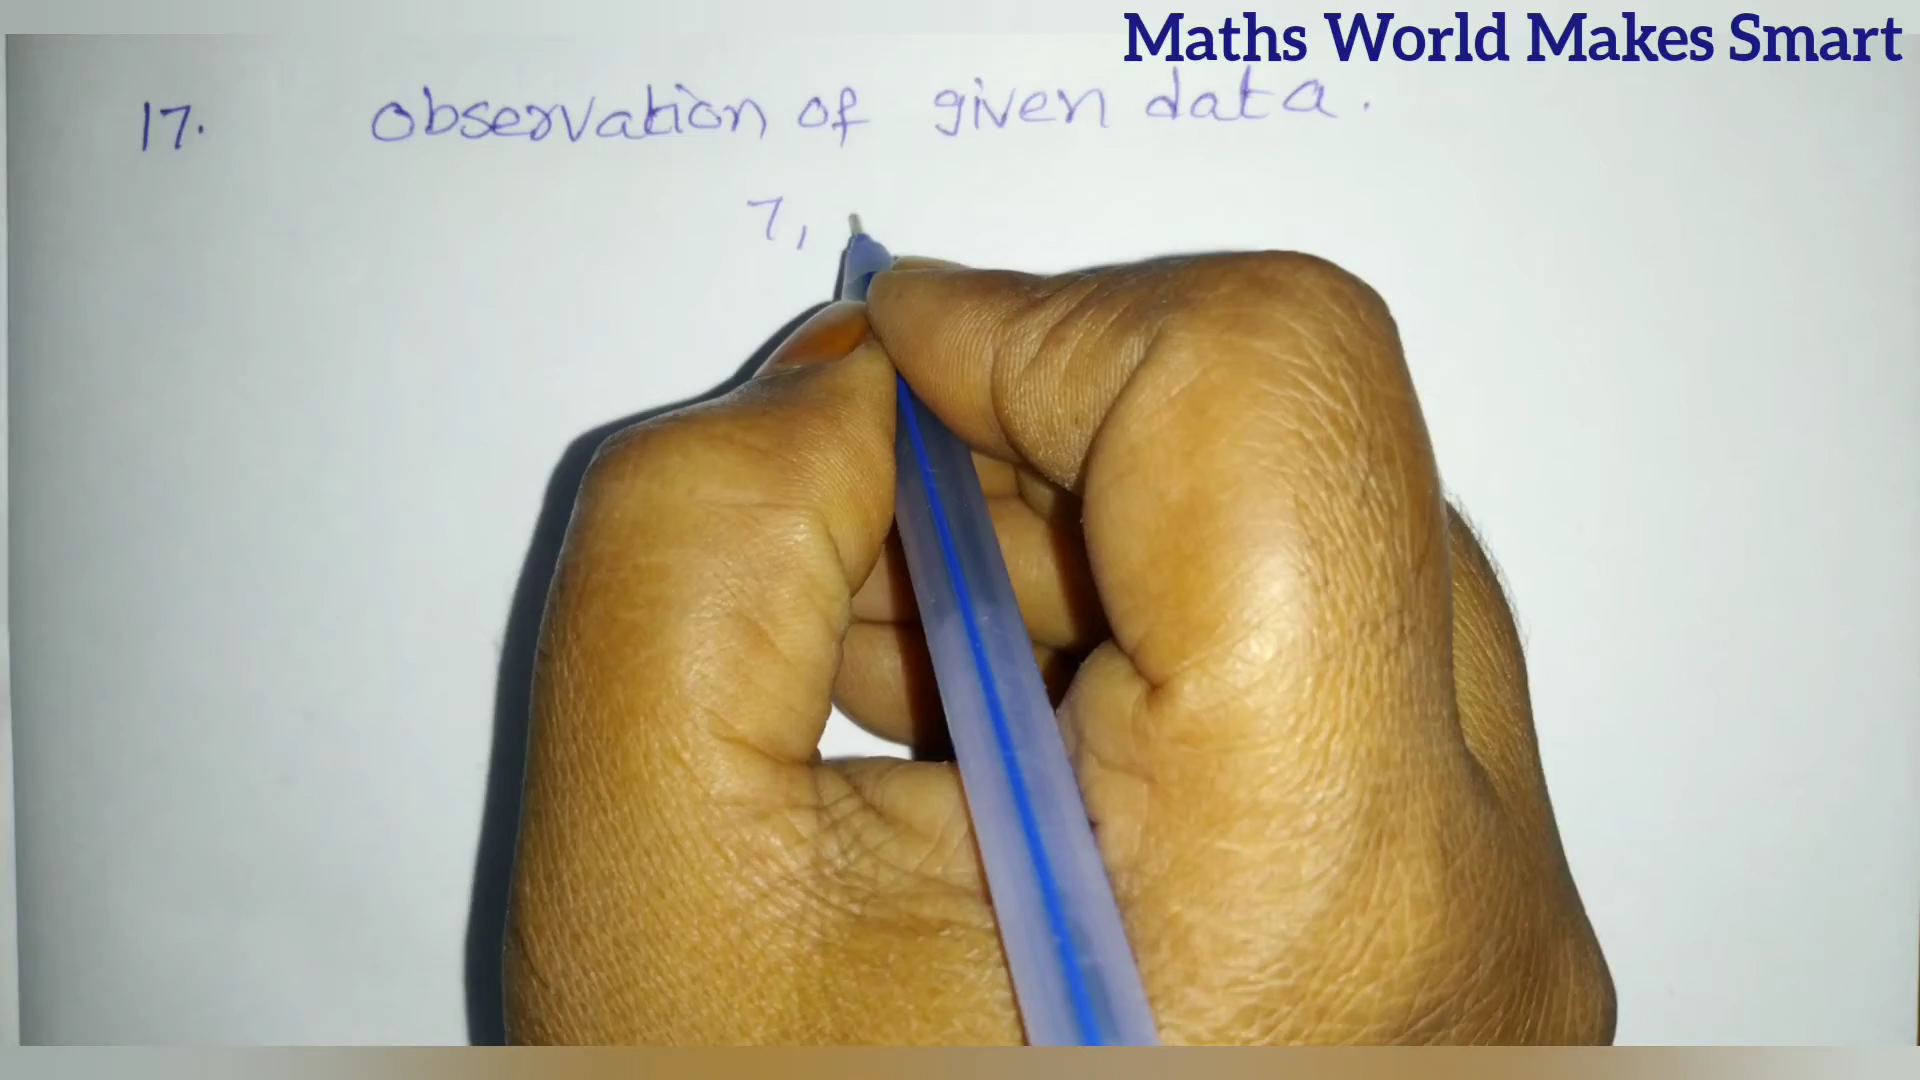 Maths World Makes Smart
17. Observation of given data.
7,